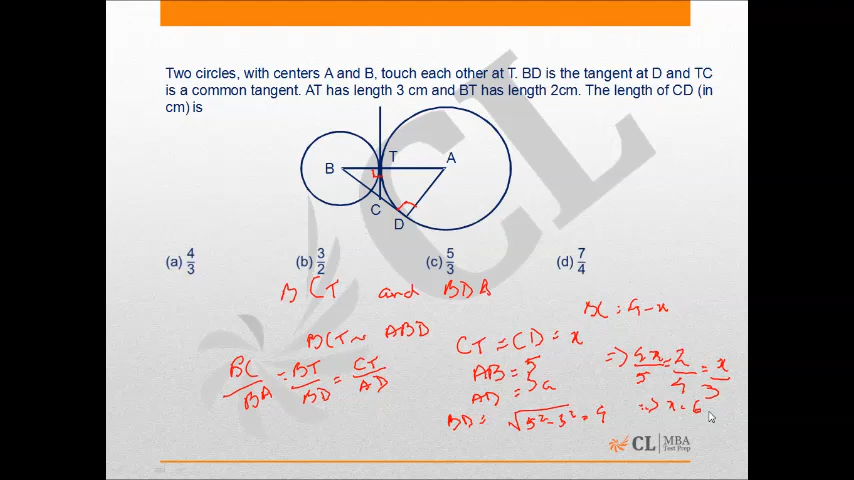 Two circles, with centers A and B, touch each other at T. BD is the tangent at D and TC
is a common tangent. AT has length 3 cm and BT has length 2cm. The length of CD (in
cm) is
B T A
C
D
(a) 4/3 (b) 3/2 (c) 5/3 (d) 7/4
BCT and BDA
BC = 4-x
BCT ~ ABD
CT = CD = x
BC/BA = BT/BD = CT/AD
AB = 5
AD =
=> 4-x/5 = 2/4 = x/3
BD = √5²-3² = 4
=> x = 6
CL MBA
Test Prep
CL